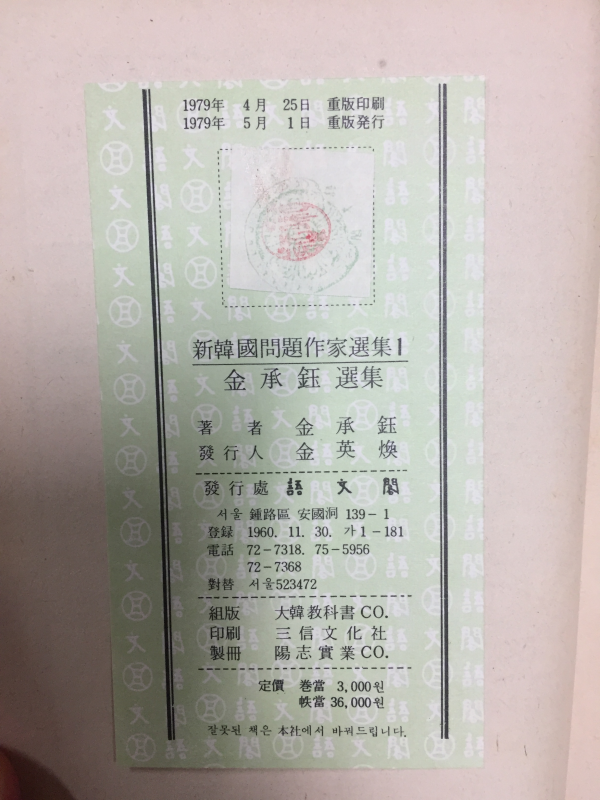 1979年 4月 25日 重版印刷
1979年 5月 1日 重版発行
新韓國問題作家選集 1
金承鈺選集
著者 金承鈺
發行人 金英煥
發行處 語文閣
서울 鍾路區 安國洞 139-1
登録 1960. 11. 30. 가1-181
電話 72-7318. 75-5956
72-7368
對替 서울523472
組版 大韓敎科書 CO.
印刷 三信文化社
製冊 陽志實業 CO.
定價 巻當 3,000원
帙當 36,000원
잘못된 책은 本社에서 바꿔드립니다.